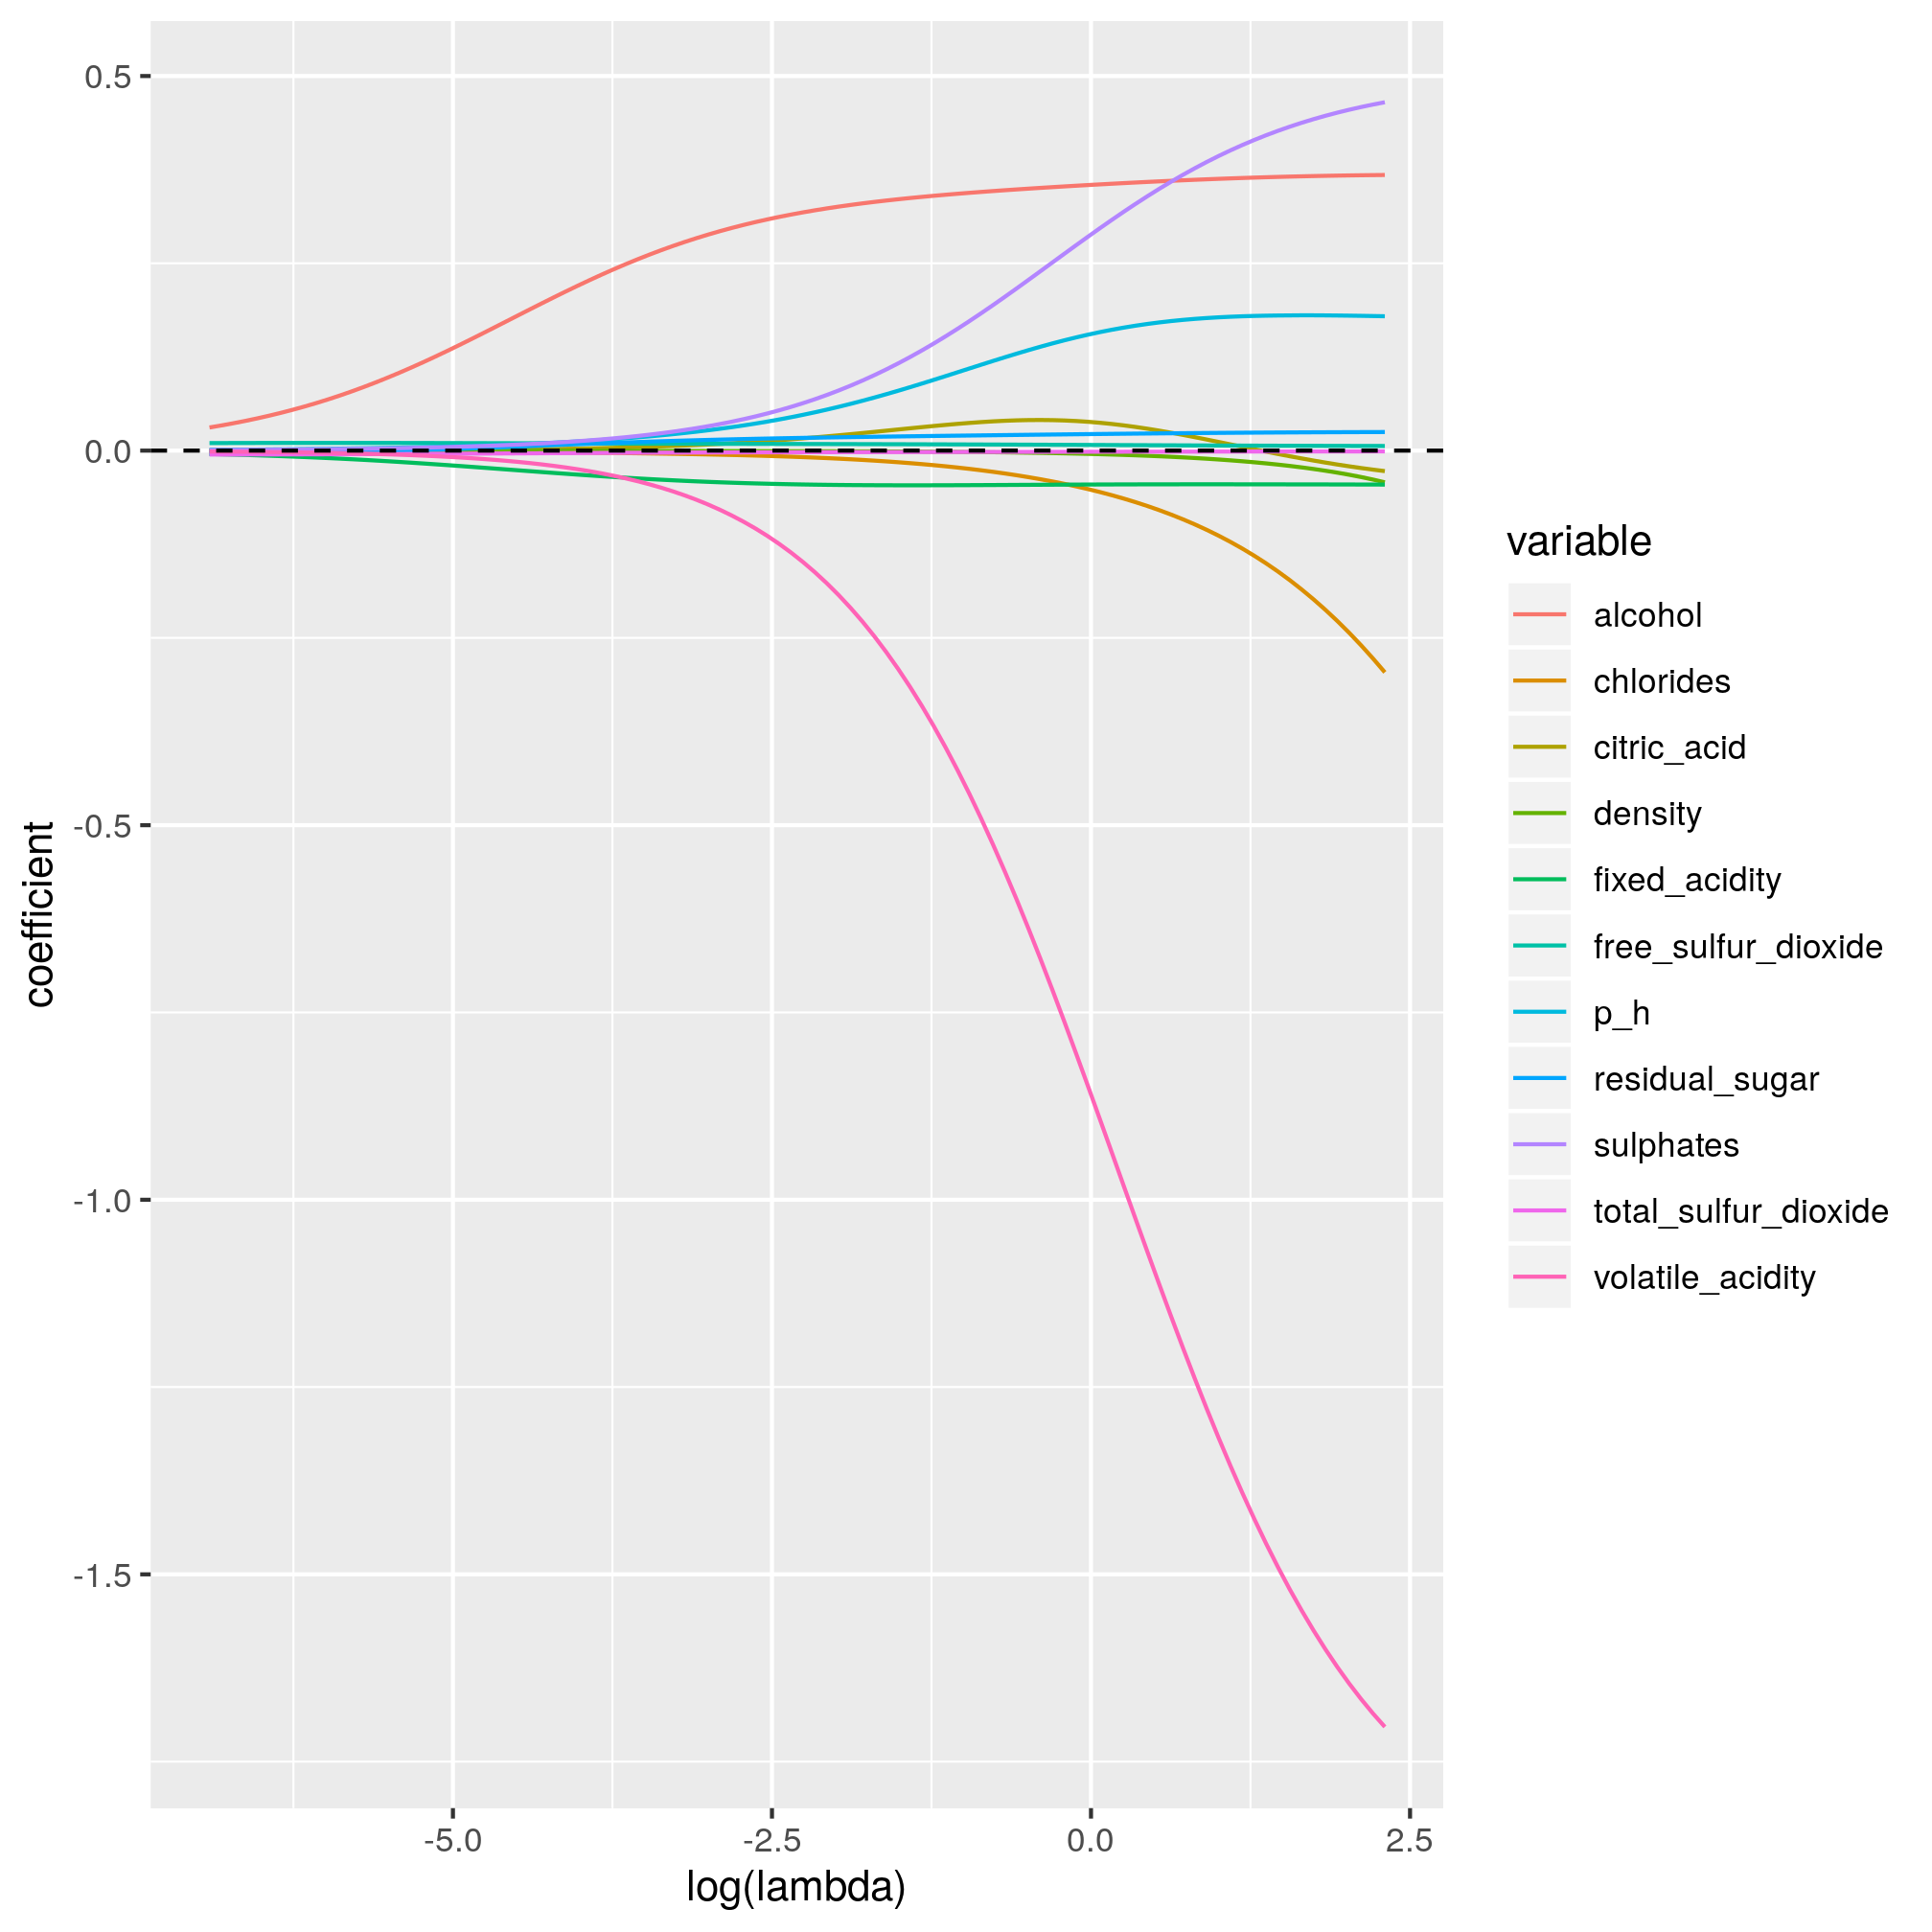 0.5
0.0
-0.5
-1.0
-1.5
coefficient
-5.0
-2.5
0.0
2.5
log(lambda)
variable
alcohol
chlorides
citric_acid
density
fixed_acidity
free_sulfur_dioxide
p_h
residual_sugar
sulphates
total_sulfur_dioxide
volatile_acidity